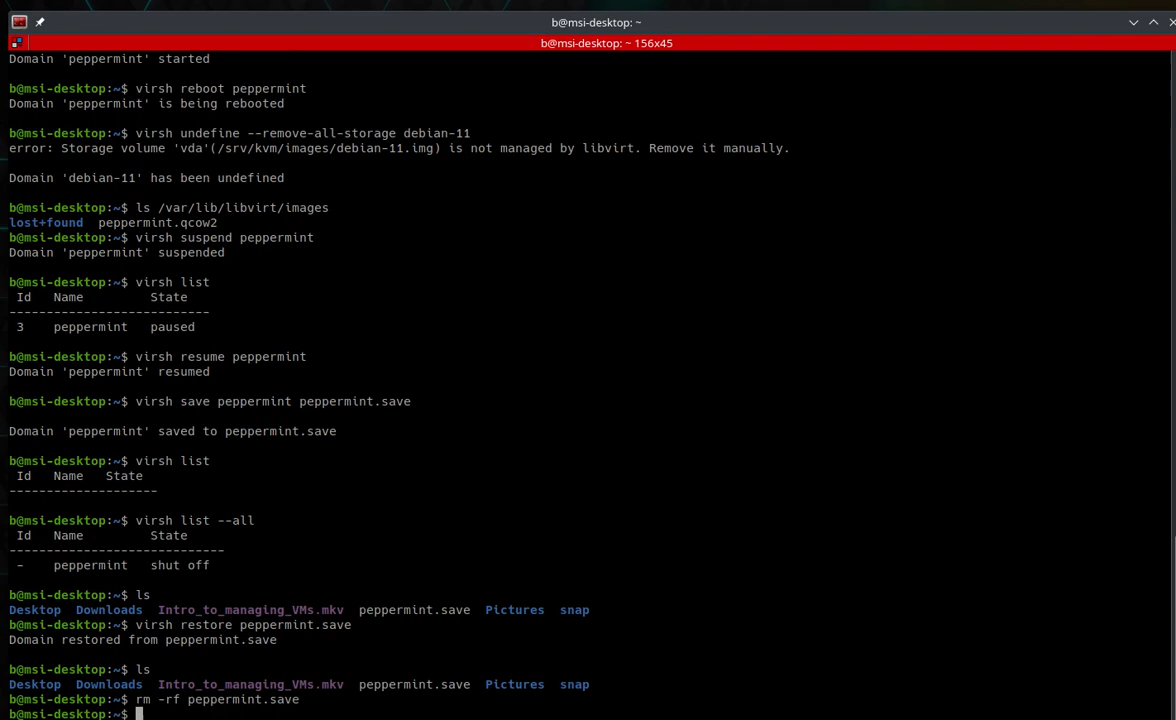 b@msi-desktop: ~
b@msi-desktop: ~ 156x45
Domain 'peppermint' started
b@msi-desktop:~$ virsh reboot peppermint
Domain 'peppermint' is being rebooted
b@msi-desktop:~$ virsh undefine --remove-all-storage debian-11
error: Storage volume 'vda'(/srv/kvm/images/debian-11.img) is not managed by libvirt. Remove it manually.
Domain 'debian-11' has been undefined
b@msi-desktop:~$ ls /var/lib/libvirt/images
lost+found  peppermint.qcow2
b@msi-desktop:~$ virsh suspend peppermint
Domain 'peppermint' suspended
b@msi-desktop:~$ virsh list
 Id   Name         State
---------------------------
 3    peppermint   paused
b@msi-desktop:~$ virsh resume peppermint
Domain 'peppermint' resumed
b@msi-desktop:~$ virsh save peppermint peppermint.save
Domain 'peppermint' saved to peppermint.save
b@msi-desktop:~$ virsh list
 Id   Name   State
--------------------
b@msi-desktop:~$ virsh list --all
 Id   Name         State
-----------------------------
 -    peppermint   shut off
b@msi-desktop:~$ ls
Desktop  Downloads  Intro_to_managing_VMs.mkv  peppermint.save  Pictures  snap
b@msi-desktop:~$ virsh restore peppermint.save
Domain restored from peppermint.save
b@msi-desktop:~$ ls
Desktop  Downloads  Intro_to_managing_VMs.mkv  peppermint.save  Pictures  snap
b@msi-desktop:~$ rm -rf peppermint.save
b@msi-desktop:~$